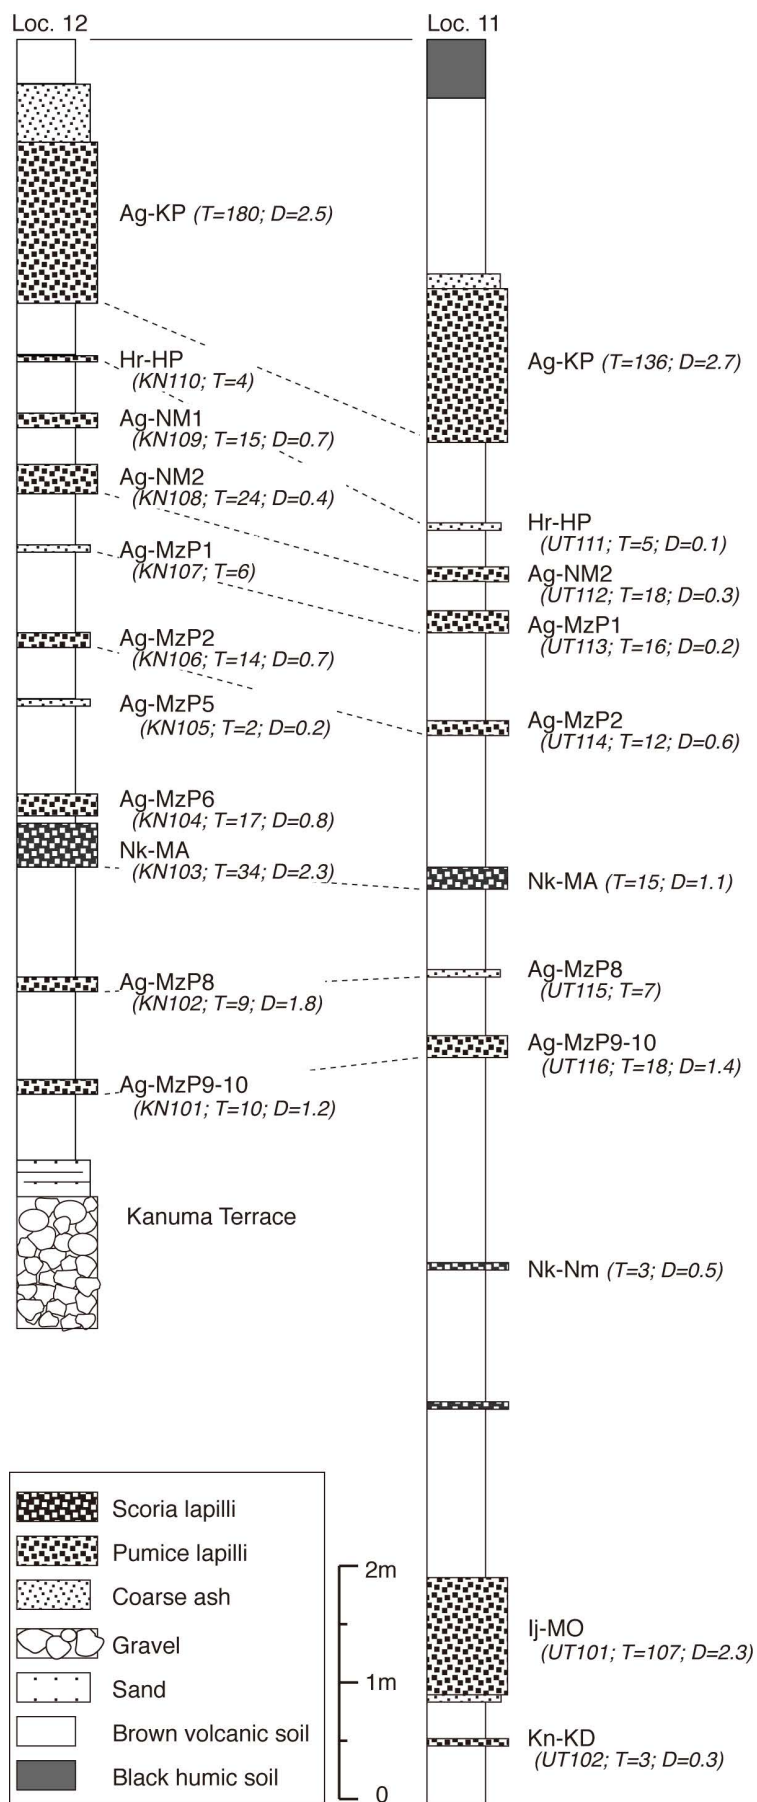 Loc. 12
Ag-KP (T=180; D=2.5)
Hr-HP
(KN110; T=4)
Ag-NM1
(KN109; T=15; D=0.7)
Ag-NM2
(KN108; T=24; D=0.4)
Ag-MzP1
(KN107; T=6)
Ag-MzP2
(KN106; T=14; D=0.7)
Ag-MzP5
(KN105; T=2; D=0.2)
Ag-MzP6
(KN104; T=17; D=0.8)
Nk-MA
(KN103; T=34; D=2.3)
Ag-MzP8
(KN102; T=9; D=1.8)
Ag-MzP9-10
(KN101; T=10; D=1.2)
Kanuma Terrace
Loc. 11
Ag-KP (T=136; D=2.7)
Hr-HP
(UT111; T=5; D=0.1)
Ag-NM2
(UT112; T=18; D=0.3)
Ag-MzP1
(UT113; T=16; D=0.2)
Ag-MzP2
(UT114; T=12; D=0.6)
Nk-MA (T=15; D=1.1)
Ag-MzP8
(UT115; T=7)
Ag-MzP9-10
(UT116; T=18; D=1.4)
Nk-Nm (T=3; D=0.5)
Ij-MO
(UT101; T=107; D=2.3)
Kn-KD
(UT102; T=3; D=0.3)
Scoria lapilli
Pumice lapilli
Coarse ash
Gravel
Sand
Brown volcanic soil
Black humic soil
2m
1m
0